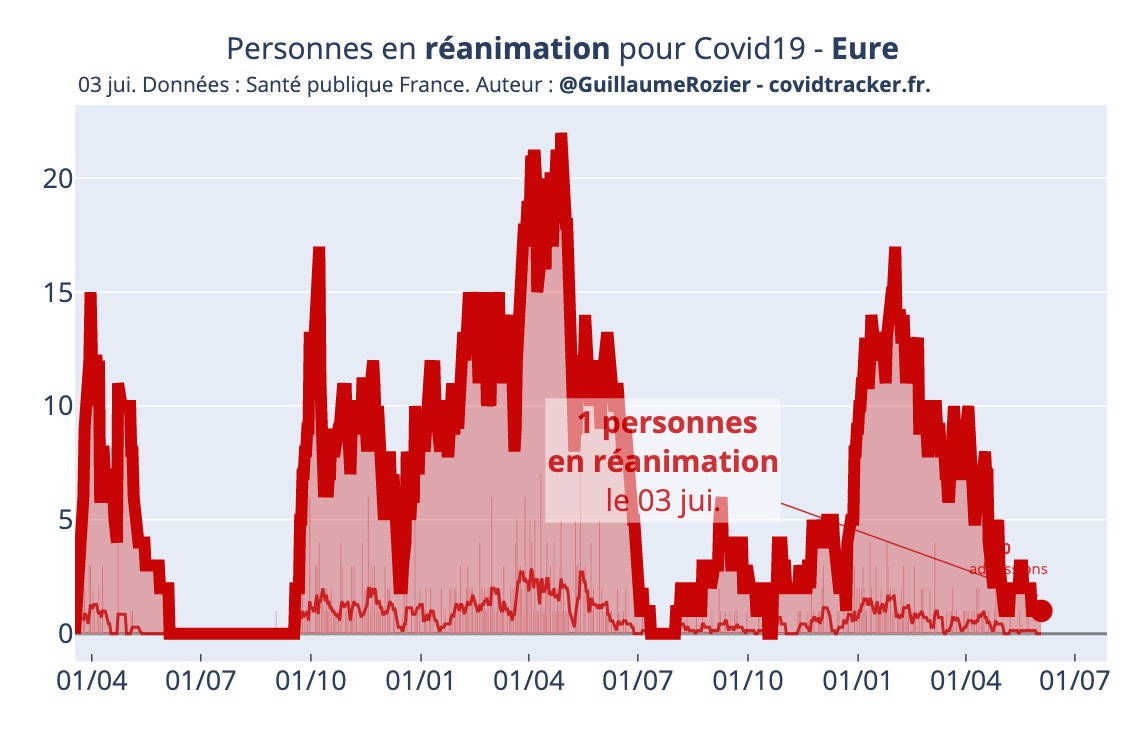 Personnes en réanimation pour Covid19 - Eure
03 jui. Données : Santé publique France. Auteur : @GuillaumeRozier - covidtracker.fr.
20
15
10
5
0
1 personnes
en réanimation
le 03 jui.
01/04 01/07 01/10 01/01 01/04 01/07 01/10 01/01 01/04 01/07